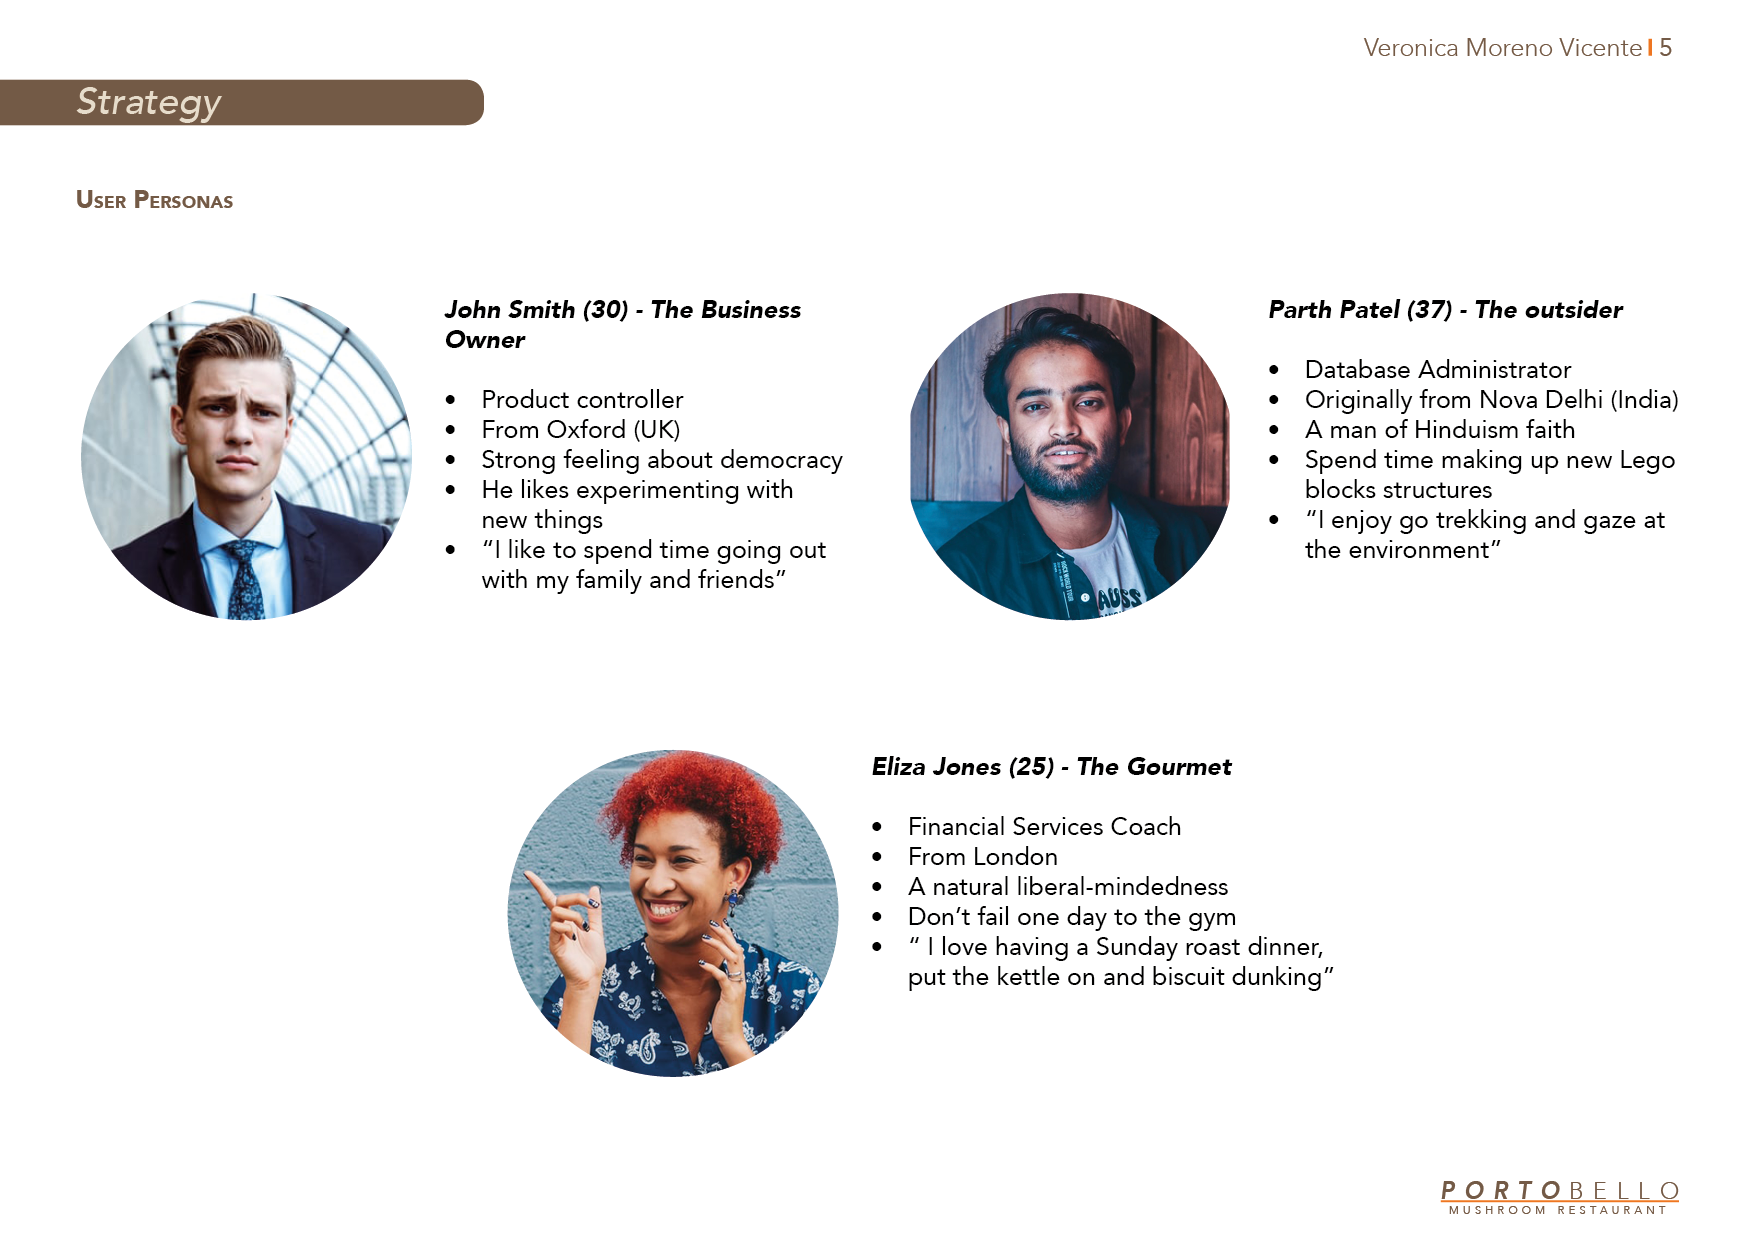 Veronica Moreno Vicente | 5
Strategy
User Personas
John Smith (30) - The Business
Owner
• Product controller
• From Oxford (UK)
• Strong feeling about democracy
• He likes experimenting with
new things
• “I like to spend time going out
with my family and friends”
Parth Patel (37) - The outsider
• Database Administrator
• Originally from Nova Delhi (India)
• A man of Hinduism faith
• Spend time making up new Lego
blocks structures
• “I enjoy go trekking and gaze at
the environment”
AUSS
Eliza Jones (25) - The Gourmet
• Financial Services Coach
• From London
• A natural liberal-mindedness
• Don’t fail one day to the gym
• “ I love having a Sunday roast dinner,
put the kettle on and biscuit dunking”
PORTOBELLO
MUSHROOM RESTAURANT